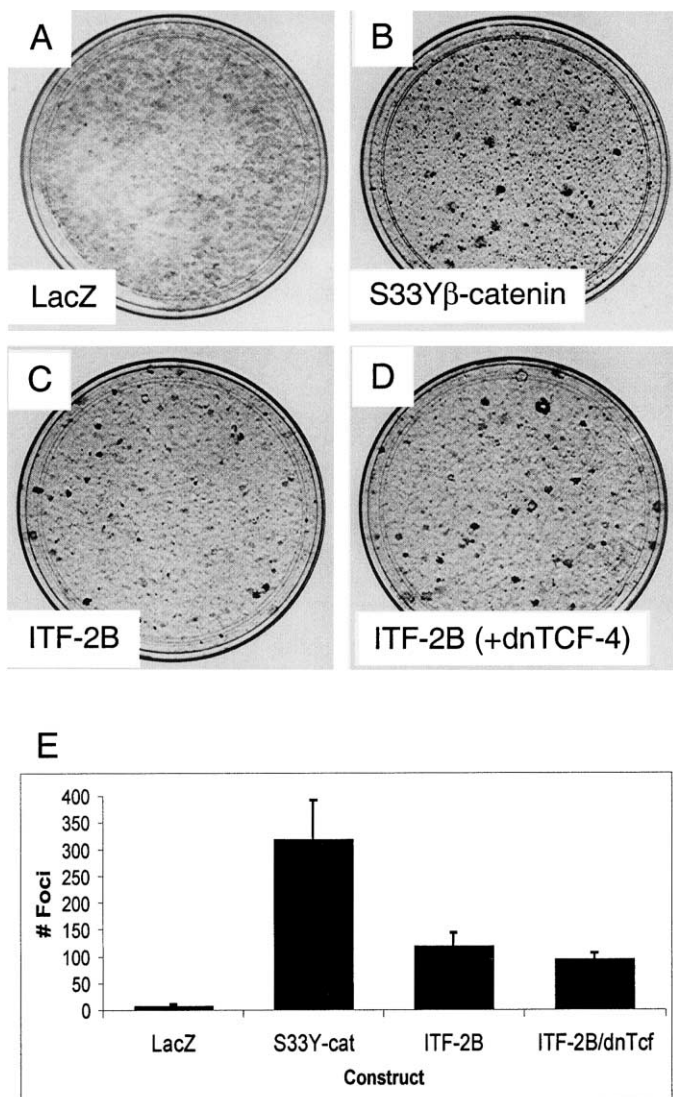 A
LacZ
B
S33Yβ-catenin
C
ITF-2B
D
ITF-2B (+dnTCF-4)
E
# Foci
400
350
300
250
200
150
100
50
0
LacZ S33Y-cat ITF-2B ITF-2B/dnTcf
Construct